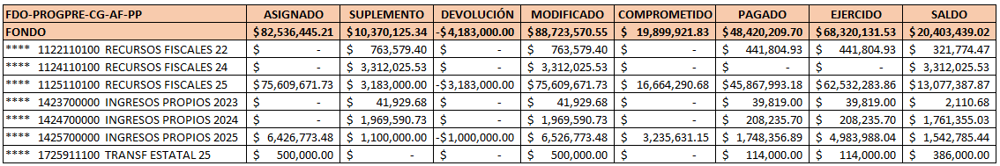 FDO-PROGPRE-CG-AF-PP ASIGNADO SUPLEMENTO DEVOLUCIÓN MODIFICADO COMPROMETIDO PAGADO EJERCIDO SALDO
FONDO $82,536,445.21 $10,370,125.34 -$4,183,000.00 $88,723,570.55 $ 19,899,921.83 $48,420,209.70 $68,320,131.53 $20,403,439.02
**** 1122110100 RECURSOS FISCALES 22 $ - $ 763,579.40 $ - $ 763,579.40 $ - $ 441,804.93 $ 441,804.93 $ 321,774.47
**** 1124110100 RECURSOS FISCALES 24 $ - $ 3,312,025.53 $ - $ 3,312,025.53 $ - $ - $ - $ 3,312,025.53
**** 1125110100 RECURSOS FISCALES 25 $75,609,671.73 $ 3,183,000.00 -$3,183,000.00 $75,609,671.73 $ 16,664,290.68 $45,867,993.18 $62,532,283.86 $13,077,387.87
**** 1423700000 INGRESOS PROPIOS 2023 $ - $ 41,929.68 $ - $ 41,929.68 $ - $ 39,819.00 $ 39,819.00 $ 2,110.68
**** 1424700000 INGRESOS PROPIOS 2024 $ - $ 1,969,590.73 $ - $ 1,969,590.73 $ - $ 208,235.70 $ 208,235.70 $ 1,761,355.03
**** 1425700000 INGRESOS PROPIOS 2025 $ 6,426,773.48 $ 1,100,000.00 -$1,000,000.00 $ 6,526,773.48 $ 3,235,631.15 $ 1,748,356.89 $ 4,983,988.04 $ 1,542,785.44
**** 1725911100 TRANSF ESTATAL 25 $ 500,000.00 $ - $ - $ 500,000.00 $ - $ 114,000.00 $ 114,000.00 $ 386,000.00